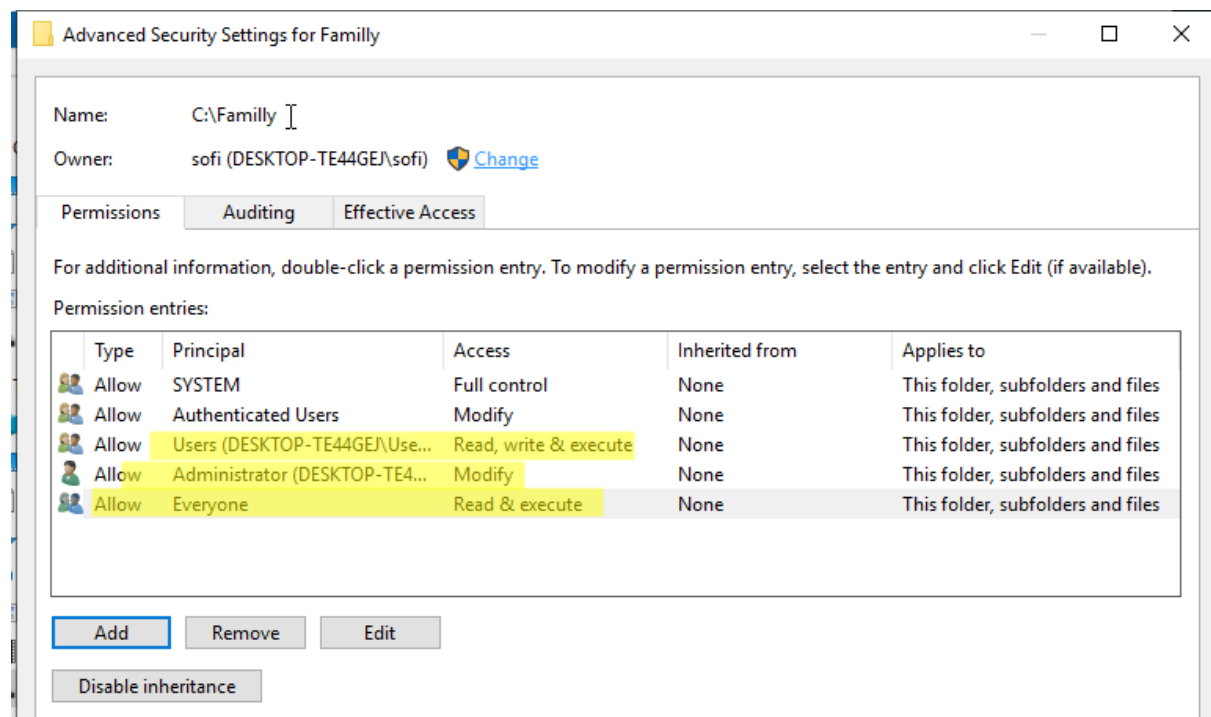 Advanced Security Settings for Familly
Name: C:\Familly
Owner: sofi (DESKTOP-TE44GEJ\sofi) Change
Permissions Auditing Effective Access
For additional information, double-click a permission entry. To modify a permission entry, select the entry and click Edit (if available).
Permission entries:
Type Principal Access Inherited from Applies to
Allow SYSTEM Full control None This folder, subfolders and files
Allow Authenticated Users Modify None This folder, subfolders and files
Allow Users (DESKTOP-TE44GEJ\Use... Read, write & execute None This folder, subfolders and files
Allow Administrator (DESKTOP-TE4... Modify None This folder, subfolders and files
Allow Everyone Read & execute None This folder, subfolders and files
Add Remove Edit
Disable inheritance